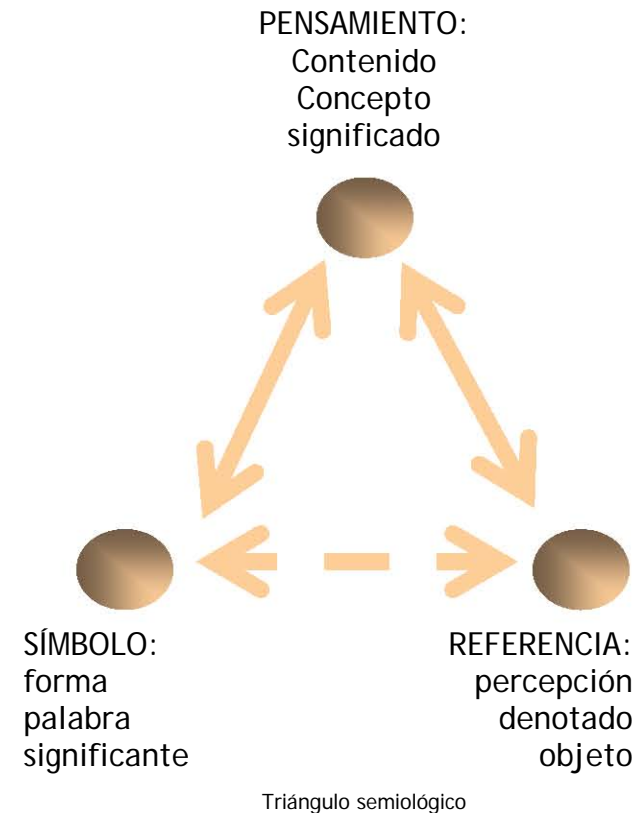 PENSAMIENTO:
Contenido
Concepto
significado
SÍMBOLO:
forma
palabra
significante
REFERENCIA:
percepción
denotado
objeto
Triángulo semiológico